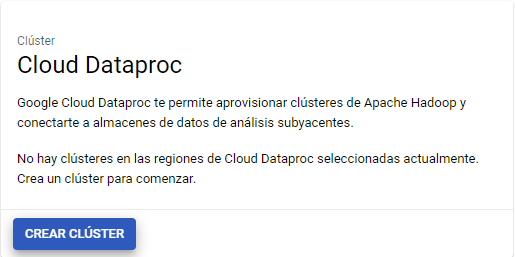 Clúster
Cloud Dataproc
Google Cloud Dataproc te permite aprovisionar clústeres de Apache Hadoop y
conectarte a almacenes de datos de análisis subyacentes.
No hay clústeres en las regiones de Cloud Dataproc seleccionadas actualmente.
Crea un clúster para comenzar.
CREAR CLÚSTER